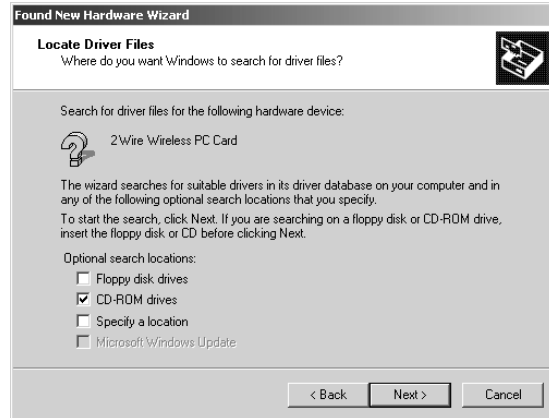 Found New Hardware Wizard
Locate Driver Files
Where do you want Windows to search for driver files?
Search for driver files for the following hardware device:
2Wire Wireless PC Card
The wizard searches for suitable drivers in its driver database on your computer and in
any of the following optional search locations that you specify.
To start the search, click Next. If you are searching on a floppy disk or CD-ROM drive,
insert the floppy disk or CD before clicking Next.
Optional search locations:
Floppy disk drives
CD-ROM drives
Specify a location
Microsoft Windows Update
< Back Next > Cancel